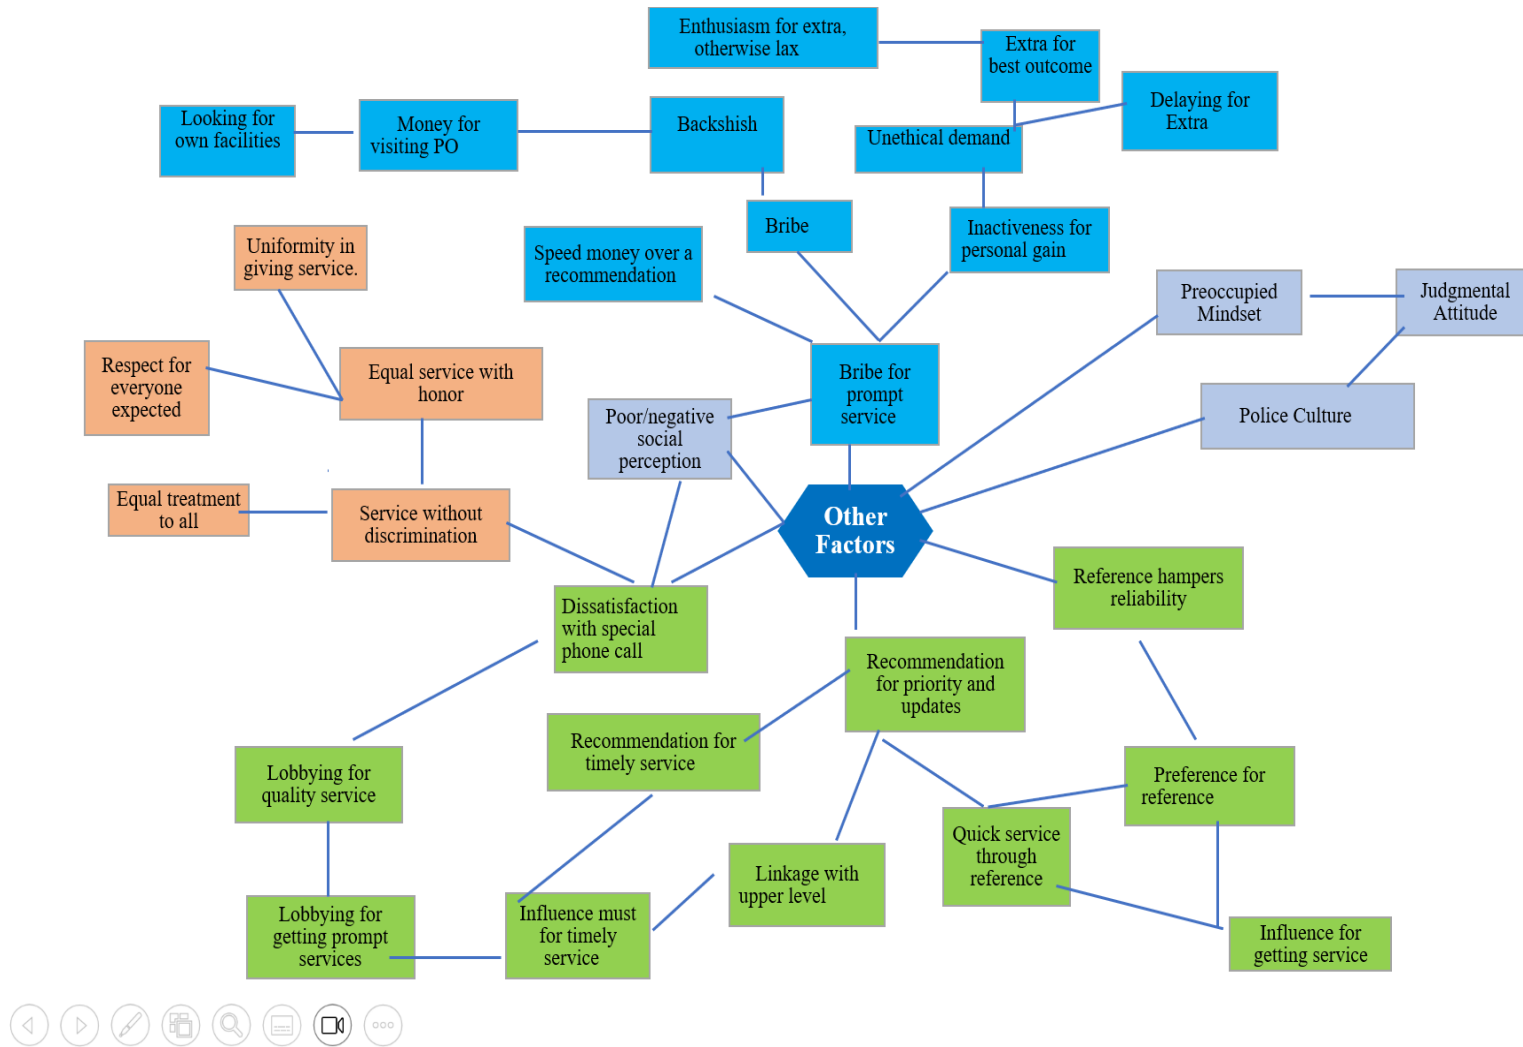 Enthusiasm for extra,
otherwise lax
Extra for
best outcome
Delaying for
Extra
Looking for
own facilities
Money for
visiting PO
Backshish
Unethical demand
Bribe
Inactiveness for
personal gain
Speed money over a
recommendation
Uniformity in
giving service.
Preoccupied
Mindset
Judgmental
Attitude
Respect for
everyone
expected
Equal service with
honor
Bribe for
prompt
service
Poor/negative
social
perception
Police Culture
Equal treatment
to all
Service without
discrimination
Other
Factors
Reference hampers
reliability
Dissatisfaction
with special
phone call
Recommendation
for priority and
updates
Recommendation for
timely service
Lobbying for
quality service
Preference for
reference
Quick service
through
reference
Linkage with
upper level
Lobbying for
getting prompt
services
Influence must
for timely
service
Influence for
getting service